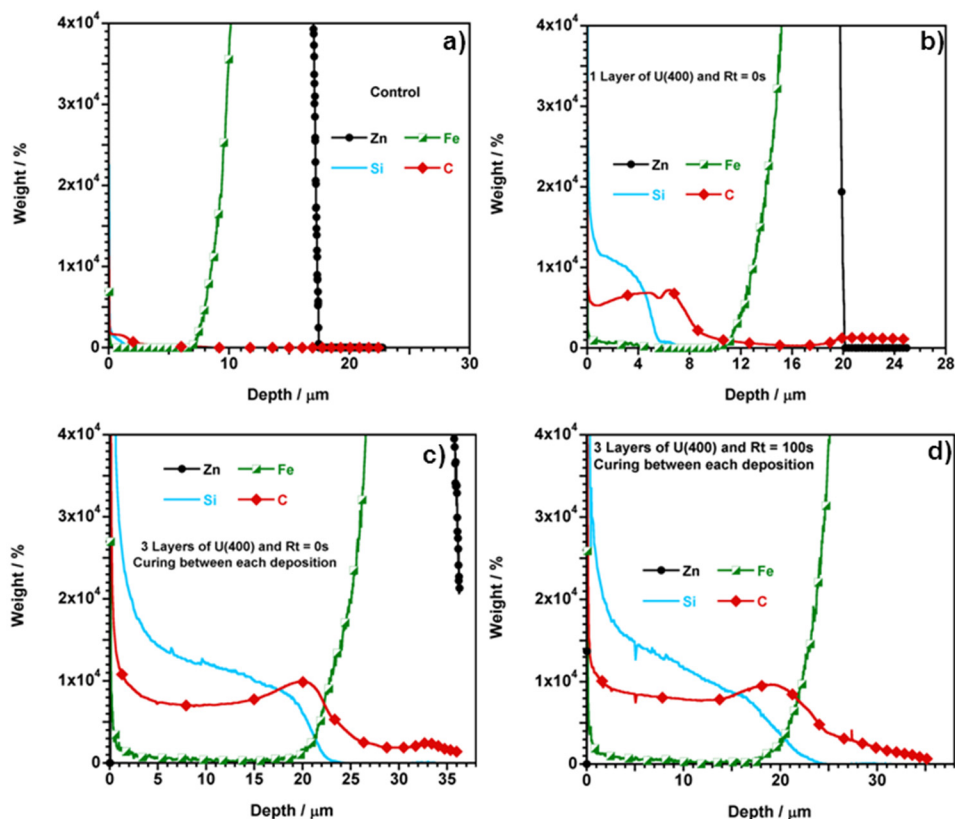 a)
4x10⁴
3x10⁴
2x10⁴
1x10⁴
0
Weight / %
Control
Zn Fe
Si C
0 10 20 30
Depth / μm
b)
4x10⁴
3x10⁴
2x10⁴
1x10⁴
0
Weight / %
1 Layer of U(400) and Rt = 0s
Zn Fe
Si C
0 4 8 12 16 20 24 28
Depth / μm
c)
4x10⁴
3x10⁴
2x10⁴
1x10⁴
0
Weight / %
Zn Fe
Si C
3 Layers of U(400) and Rt = 0s
Curing between each deposition
0 5 10 15 20 25 30 35
Depth / μm
d)
4x10⁴
3x10⁴
2x10⁴
1x10⁴
0
Weight / %
3 Layers of U(400) and Rt = 100s
Curing between each deposition
Zn Fe
Si C
0 10 20 30
Depth / μm